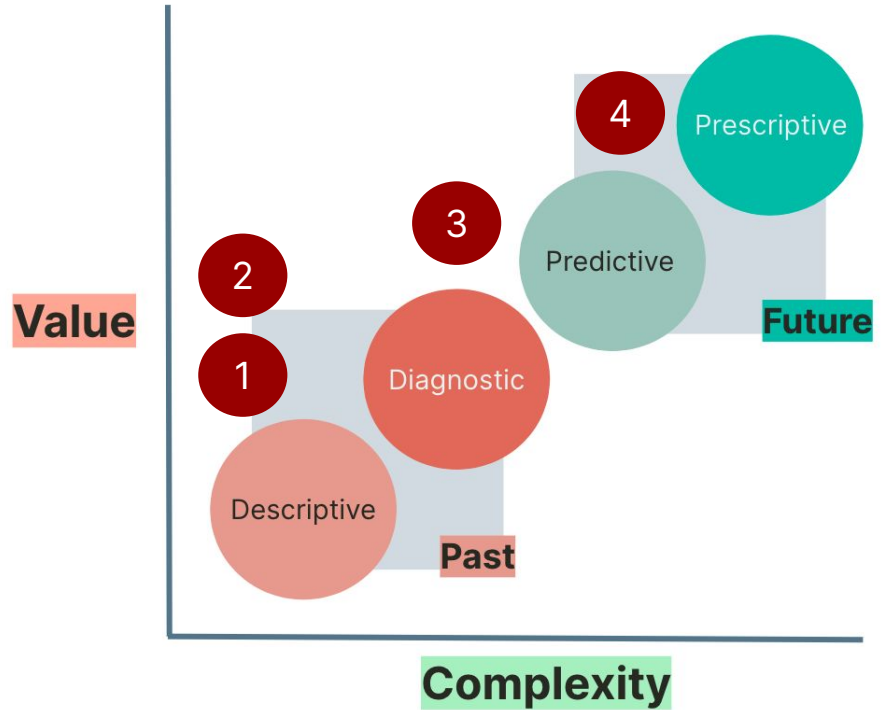 4
Prescriptive
3
Predictive
2
Value
Future
1
Diagnostic
Descriptive
Past
Complexity